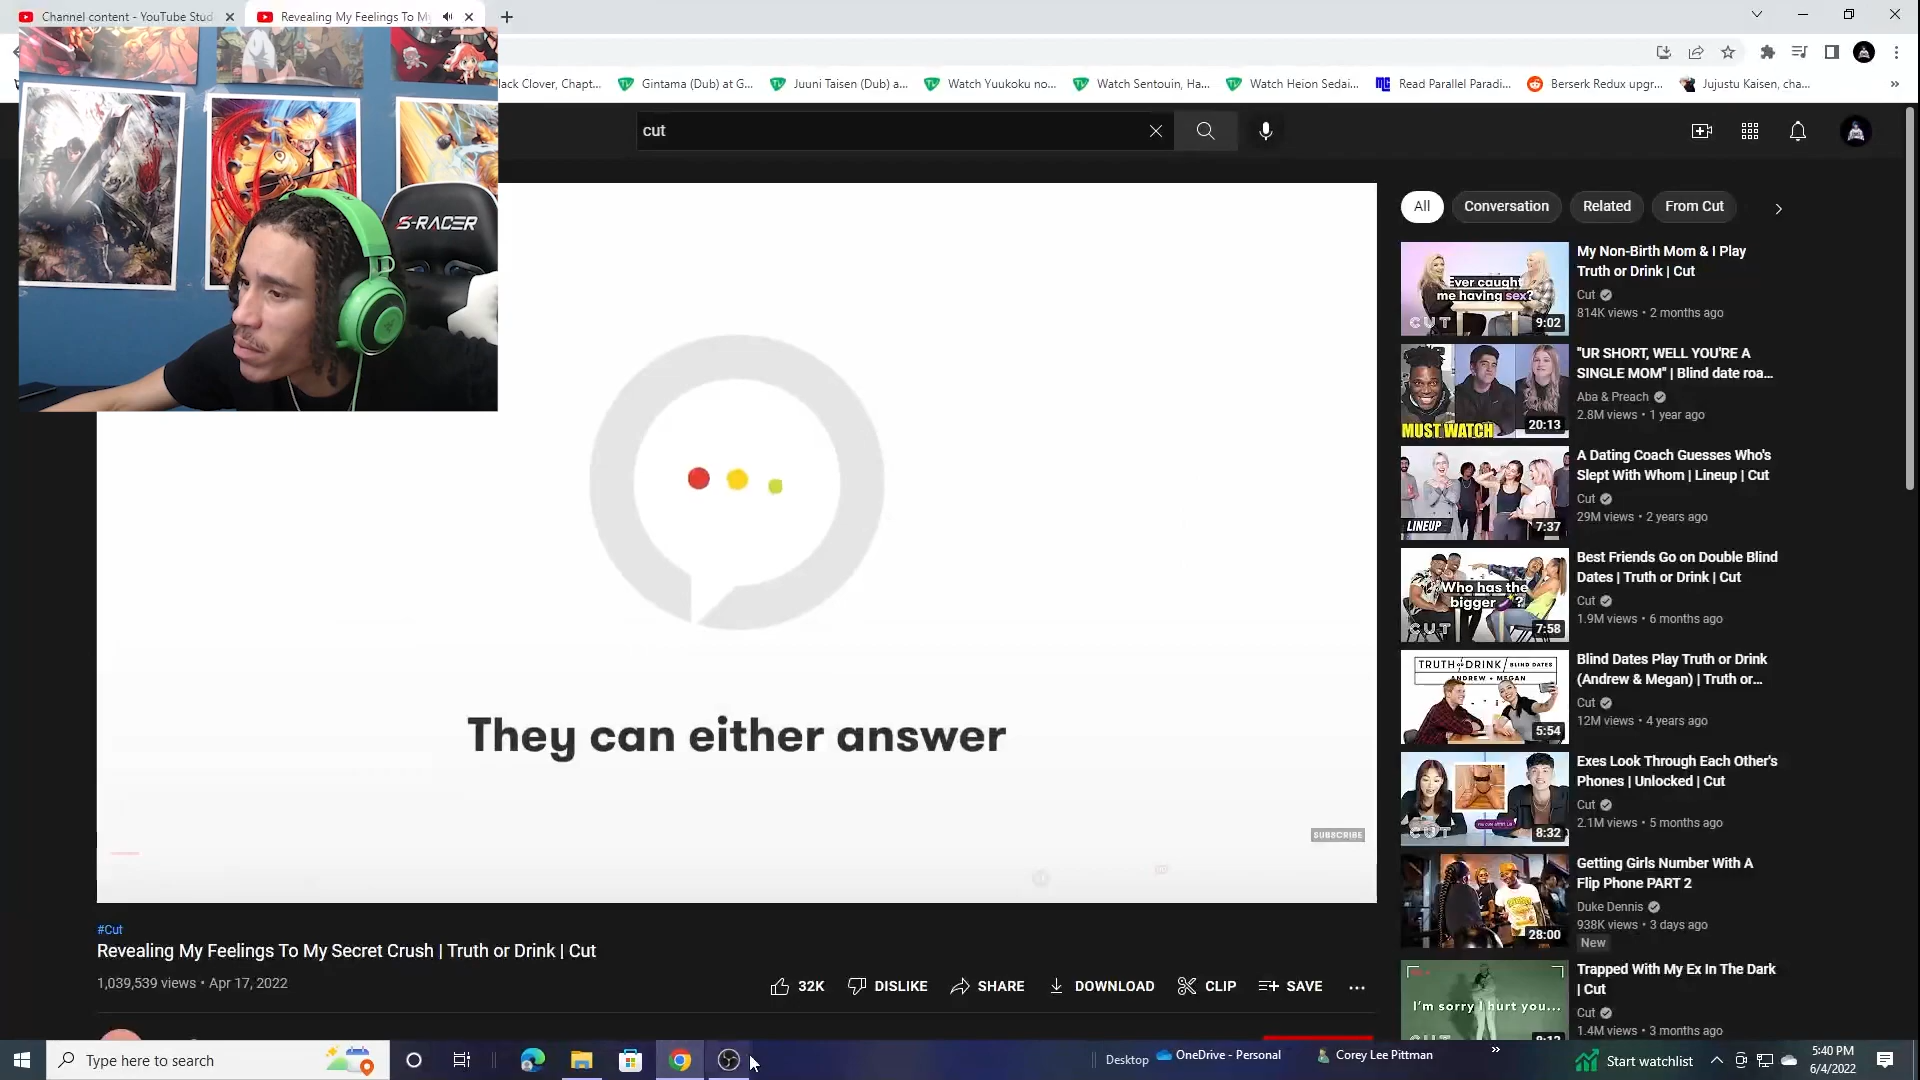 Channel content - YouTube Stud
Revealing My Feelings To My
lack Clover, Chapt...
Gintama (Dub) at G...
Juuni Taisen (Dub) a...
Watch Yuukoku no...
Watch Sentouin, Ha...
Watch Heion Sedai...
Read Parallel Paradi...
Berserk Redux upgr...
Jujustu Kaisen, cha...
cut
S-RACER
All
Conversation
Related
From Cut
Ever caught
me having sex?
CUT
9:02
My Non-Birth Mom & I Play
Truth or Drink | Cut
Cut
814K views • 2 months ago
MUST WATCH
20:13
"UR SHORT, WELL YOU'RE A
SINGLE MOM" | Blind date roa...
Aba & Preach
2.8M views • 1 year ago
LINEUP
7:37
A Dating Coach Guesses Who's
Slept With Whom | Lineup | Cut
Cut
29M views • 2 years ago
Who has the
bigger ?
CUT
7:58
Best Friends Go on Double Blind
Dates | Truth or Drink | Cut
Cut
1.9M views • 6 months ago
TRUTH or DRINK / BLIND DATES
ANDREW + MEGAN
5:54
Blind Dates Play Truth or Drink
(Andrew & Megan) | Truth or...
Cut
12M views • 4 years ago
CUT
8:32
Exes Look Through Each Other's
Phones | Unlocked | Cut
Cut
2.1M views • 5 months ago
28:00
Getting Girls Number With A
Flip Phone PART 2
Duke Dennis
938K views • 3 days ago
New
I'm sorry I hurt you...
CUT
Trapped With My Ex In The Dark
| Cut
Cut
1.4M views • 3 months ago
They can either answer
SUBSCRIBE
#Cut
Revealing My Feelings To My Secret Crush | Truth or Drink | Cut
1,039,539 views • Apr 17, 2022
32K
DISLIKE
SHARE
DOWNLOAD
CLIP
SAVE
Type here to search
Desktop
OneDrive - Personal
Corey Lee Pittman
Start watchlist
5:40 PM
6/4/2022